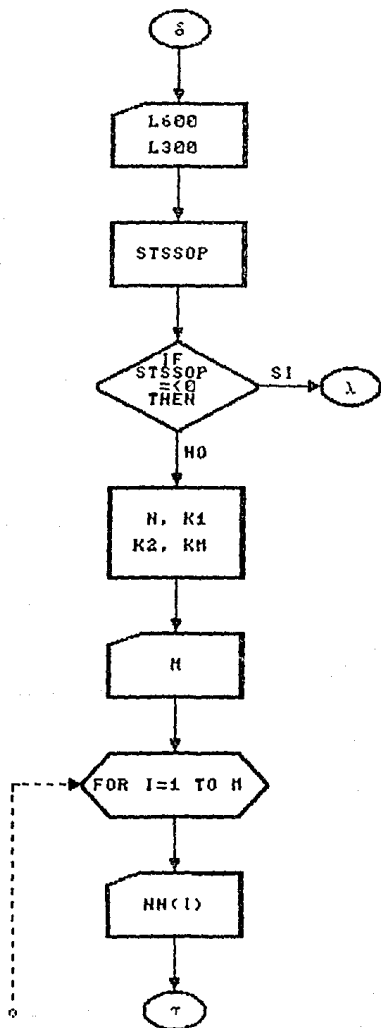 δ
L600
L300
STSSOP
IF
STSSOP
=<0
THEN
SI
λ
NO
N, K1
K2, KM
M
FOR I=1 TO M
NN(I)
τ